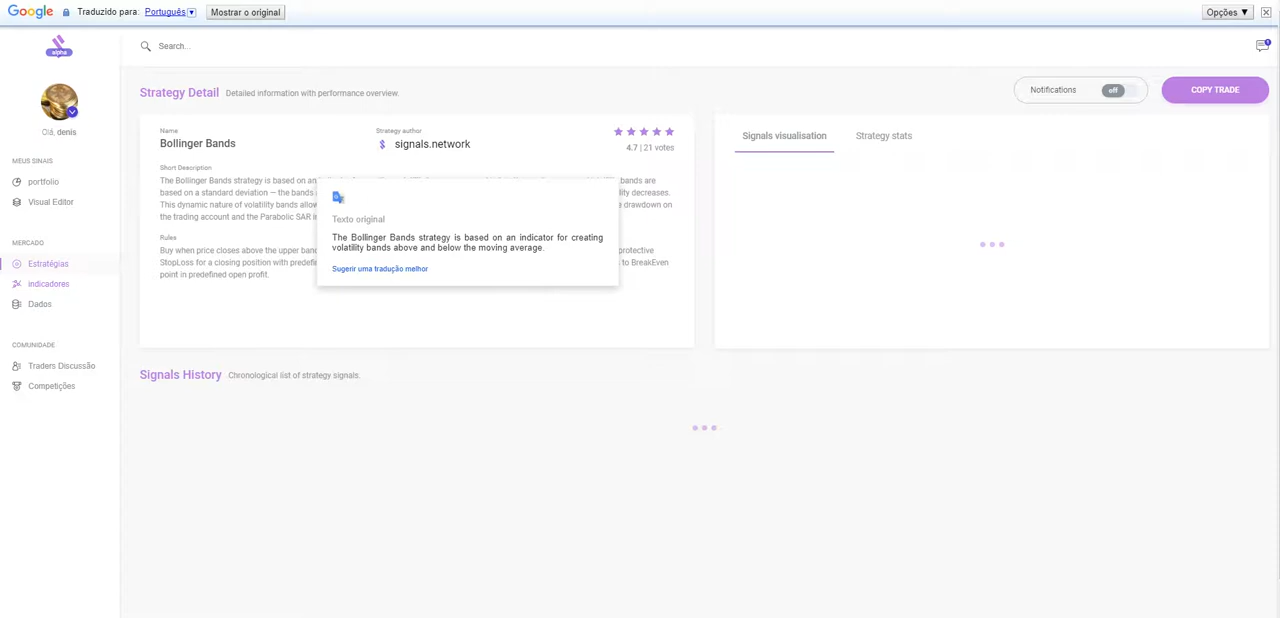 Google Traduzido para: Português ▼ Mostrar o original Opções ▼
alpha
Search...
Olá, denis
MEUS SINAIS
portfolio
Visual Editor
MERCADO
Estratégias
indicadores
Dados
COMUNIDADE
Traders Discussão
Competições
Strategy Detail Detailed information with performance overview.
Notifications off
COPY TRADE
Name
Bollinger Bands
Strategy author
signals.network
4.7 | 21 votes
Short Description
The Bollinger Bands strategy is based on an bands are
based on a standard deviation — the bands lity decreases.
This dynamic nature of volatility bands allow e drawdown on
the trading account and the Parabolic SAR
Rules
Buy when price closes above the upper ban protective
StopLoss for a closing position with predefi to BreakEven
point in predefined open profit.
Texto original
The Bollinger Bands strategy is based on an indicator for creating
volatility bands above and below the moving average.
Sugerir uma tradução melhor
Signals visualisation Strategy stats
Signals History Chronological list of strategy signals.